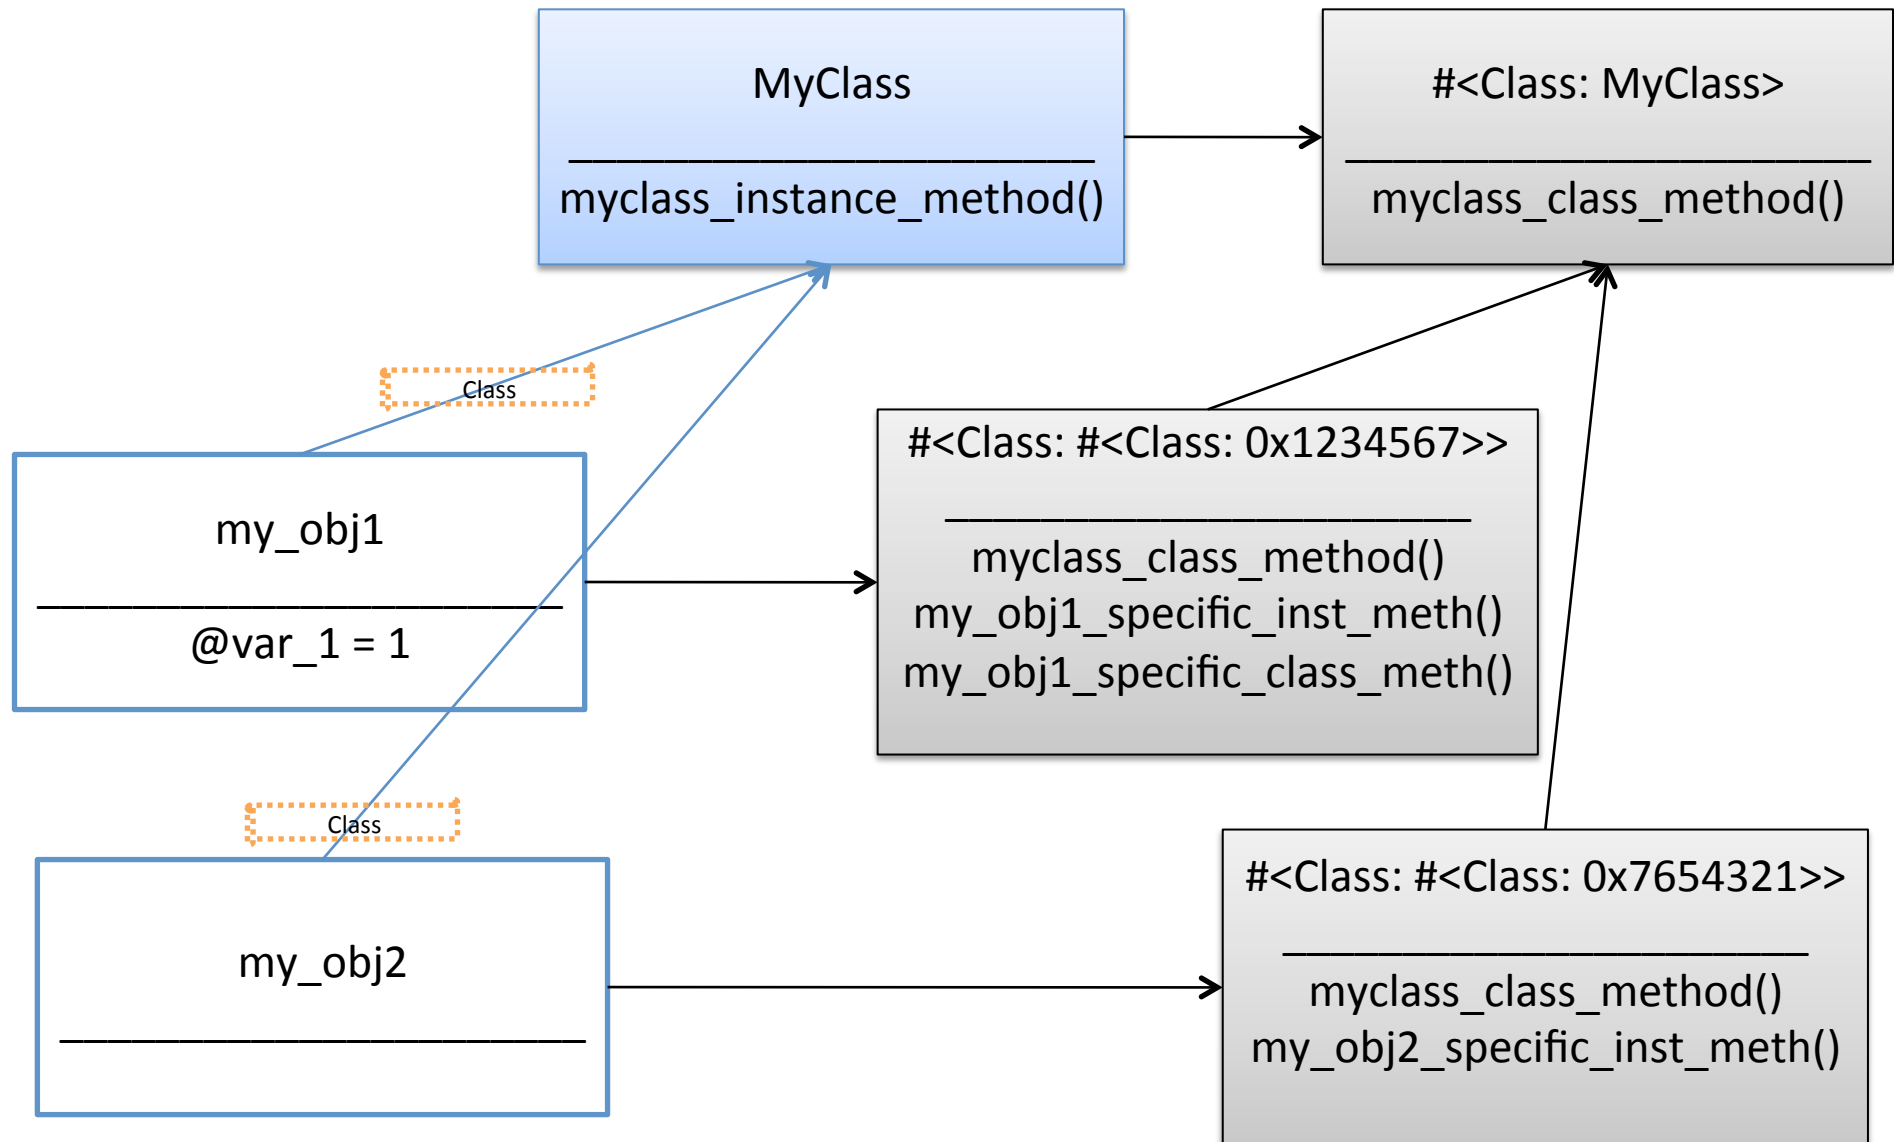 MyClass
myclass_instance_method()
#<Class: MyClass>
myclass_class_method()
Class
my_obj1
@var_1 = 1
#<Class: #<Class: 0x1234567>>
myclass_class_method()
my_obj1_specific_inst_meth()
my_obj1_specific_class_meth()
Class
my_obj2
#<Class: #<Class: 0x7654321>>
myclass_class_method()
my_obj2_specific_inst_meth()